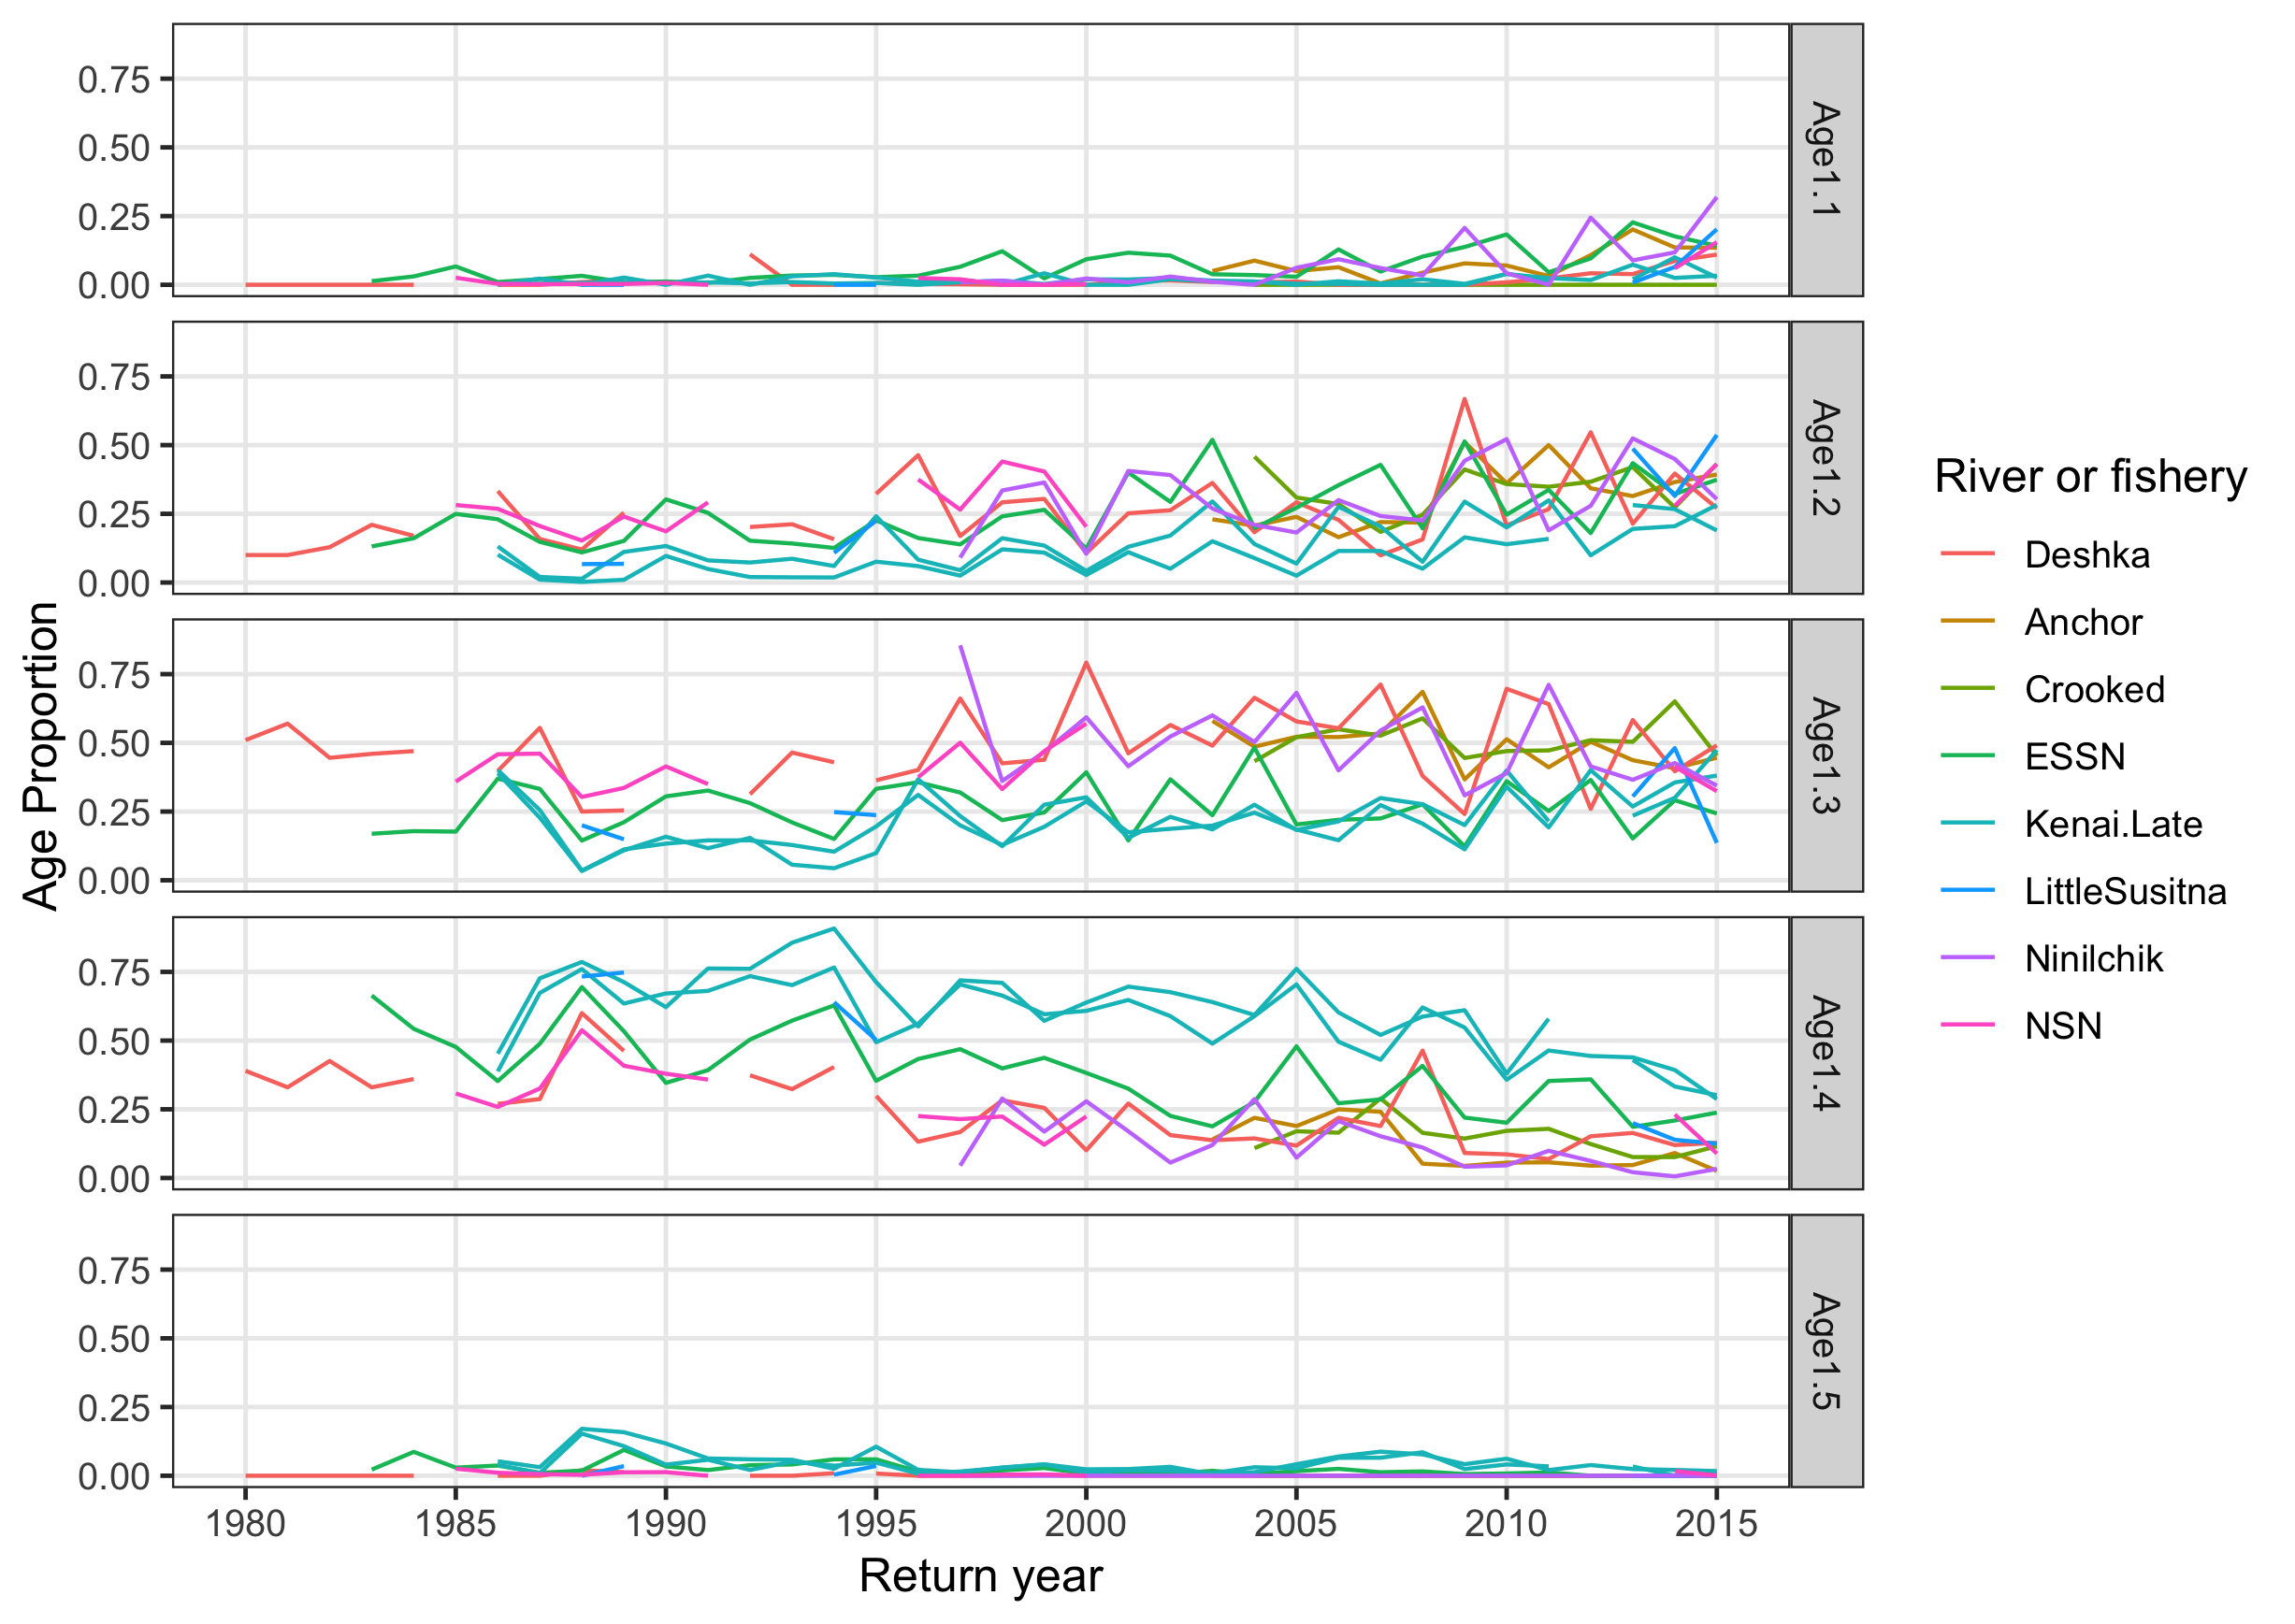 0.75
0.50
0.25
0.00
Age1.1
0.75
0.50
0.25
0.00
Age1.2
0.75
0.50
0.25
0.00
Age1.3
0.75
0.50
0.25
0.00
Age1.4
0.75
0.50
0.25
0.00
Age1.5
Age Proportion
1980 1985 1990 1995 2000 2005 2010 2015
Return year
River or fishery
Deshka
Anchor
Crooked
ESSN
Kenai.Late
LittleSusitna
Ninilchik
NSN